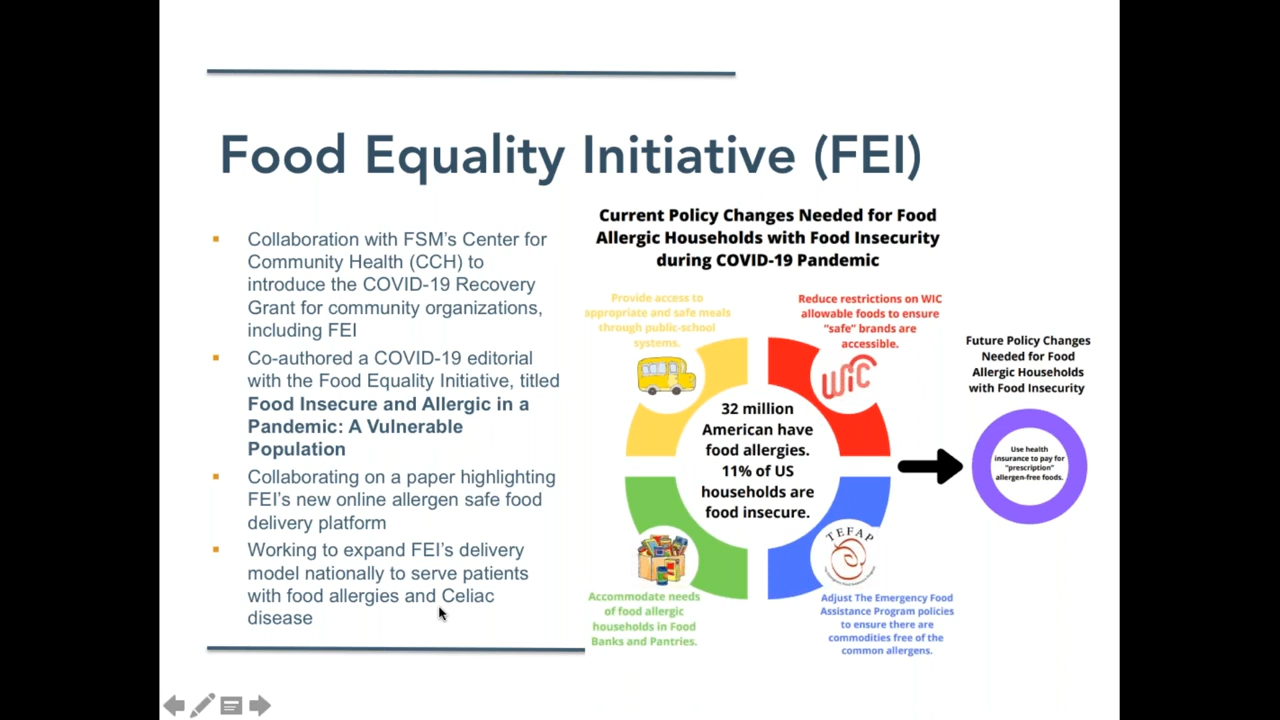 Food Equality Initiative (FEI)
Collaboration with FSM's Center for
Community Health (CCH) to
introduce the COVID-19 Recovery
Grant for community organizations,
including FEI
Co-authored a COVID-19 editorial
with the Food Equality Initiative, titled
Food Insecure and Allergic in a
Pandemic: A Vulnerable
Population
Collaborating on a paper highlighting
FEI's new online allergen safe food
delivery platform
Working to expand FEI's delivery
model nationally to serve patients
with food allergies and Celiac
disease
Current Policy Changes Needed for Food
Allergic Households with Food Insecurity
during COVID-19 Pandemic
Provide access to
appropriate and safe meals
through public-school
systems.
Reduce restrictions on WIC
allowable foods to ensure
"safe" brands are
accessible.
WIC
32 million
American have
food allergies.
11% of US
households are
food insecure.
Accommodate needs
of food allergic
households in Food
Banks and Pantries.
TEFAP
Adjust The Emergency Food
Assistance Program policies
to ensure there are
commodities free of the
common allergens.
Future Policy Changes
Needed for Food
Allergic Households
with Food Insecurity
Use health
insurance to pay for
"prescription"
allergen-free foods.